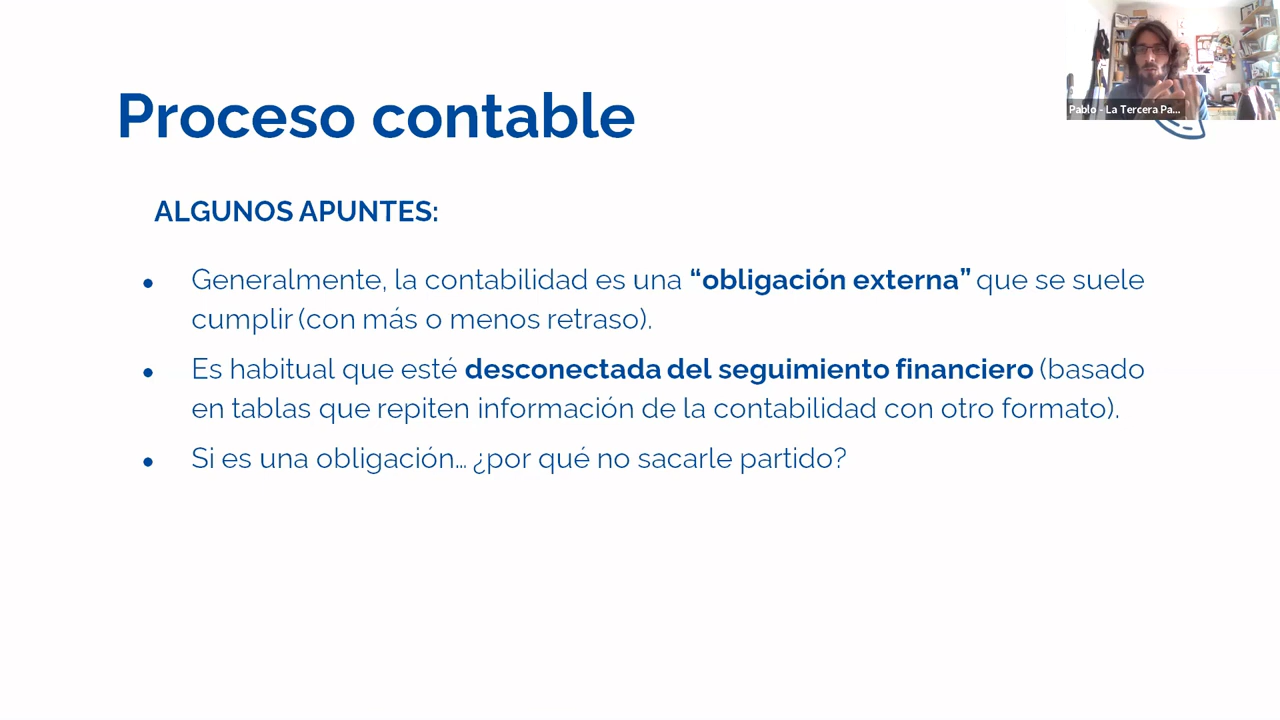 Proceso contable
Pablo - La Tercera Pa...
ALGUNOS APUNTES:
• Generalmente, la contabilidad es una “obligación externa” que se suele
cumplir (con más o menos retraso).
• Es habitual que esté desconectada del seguimiento financiero (basado
en tablas que repiten información de la contabilidad con otro formato).
• Si es una obligación... ¿por qué no sacarle partido?